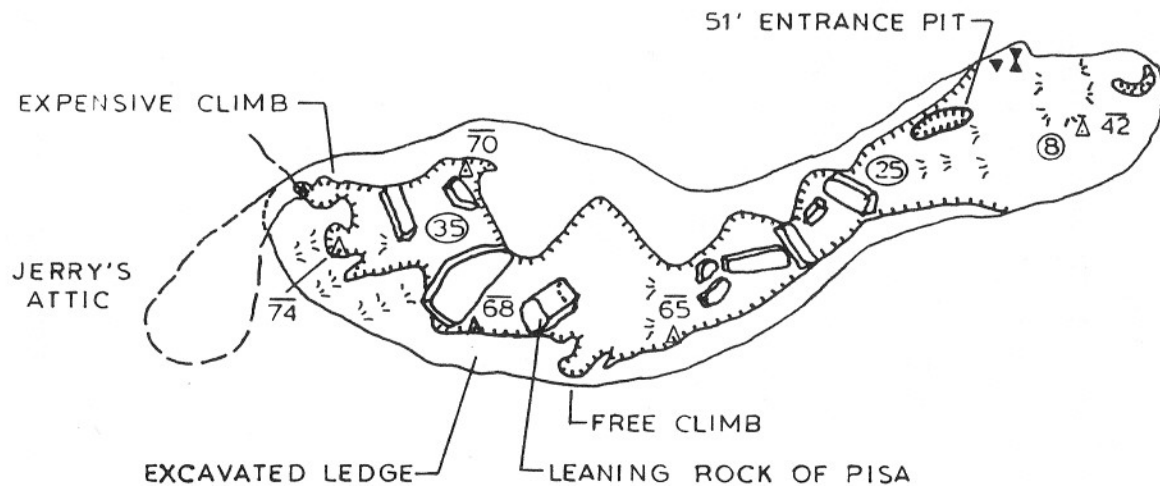 51' ENTRANCE PIT
EXPENSIVE CLIMB
70
42
8
25
35
JERRY'S
ATTIC
74
68
65
FREE CLIMB
EXCAVATED LEDGE
LEANING ROCK OF PISA